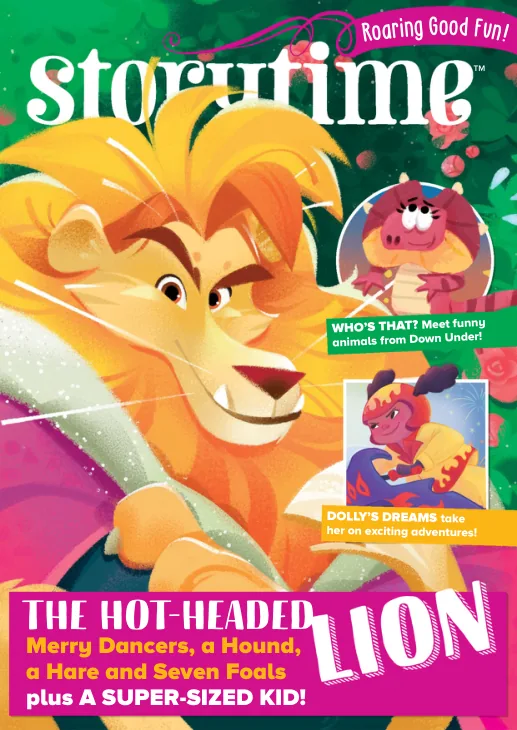 Roaring Good Fun!
storytime™
WHO'S THAT? Meet funny
animals from Down Under!
DOLLY'S DREAMS take
her on exciting adventures!
THE HOT-HEADED
LION
Merry Dancers, a Hound,
a Hare and Seven Foals
plus A SUPER-SIZED KID!